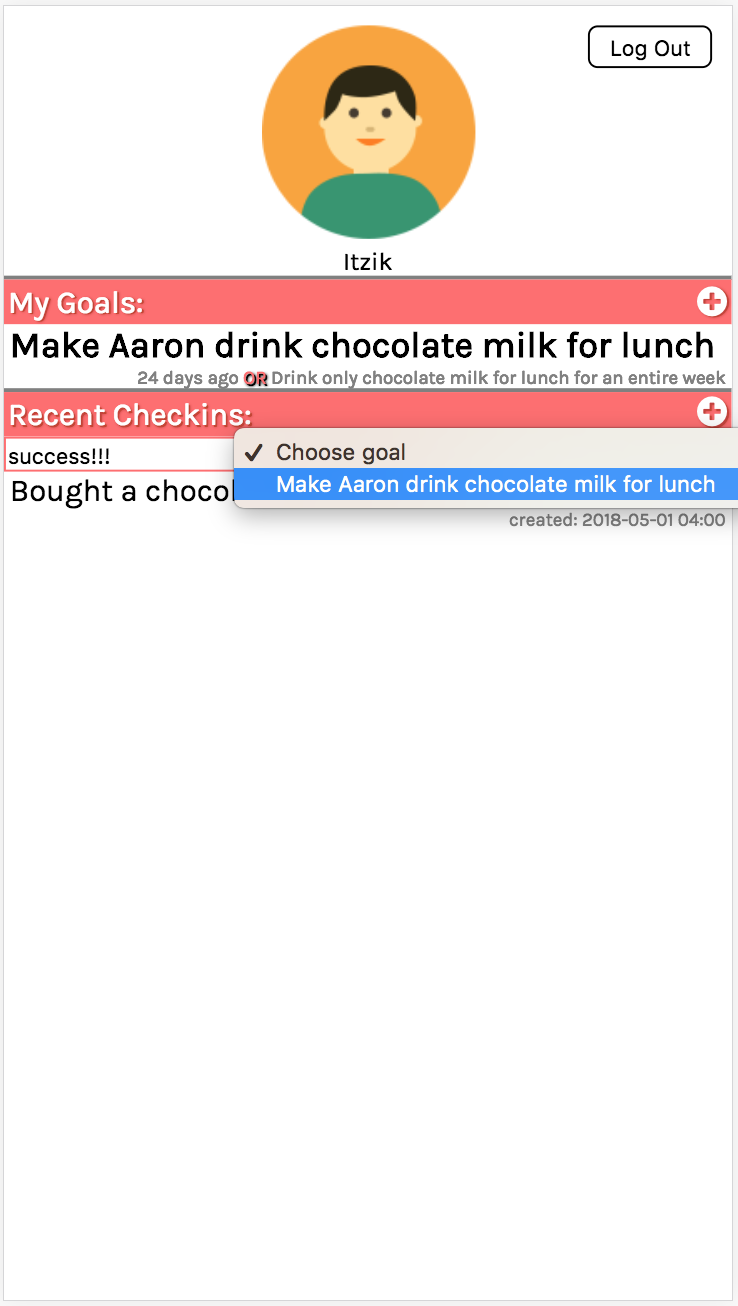 Log Out
Itzik
My Goals:
Make Aaron drink chocolate milk for lunch
24 days ago OR Drink only chocolate milk for lunch for an entire week
Recent Checkins:
success!!!
✓ Choose goal
Make Aaron drink chocolate milk for lunch
Bought a
created: 2018-05-01 04:00